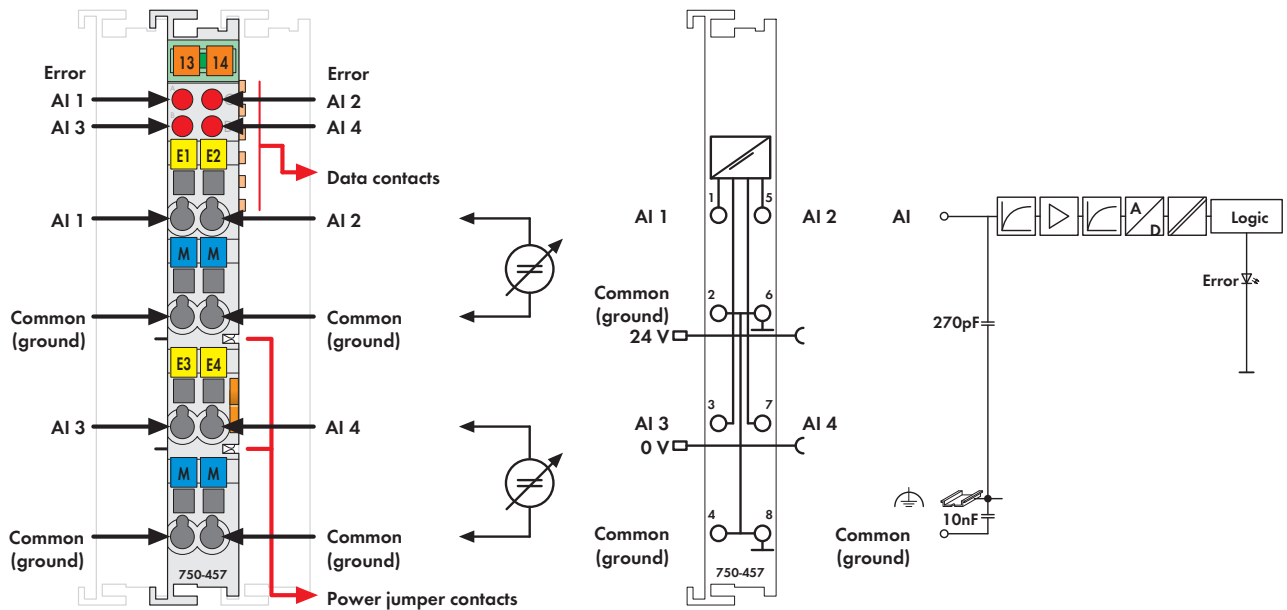 13 14
Error
Error
AI 1
AI 2
AI 3
AI 4
E1 E2
Data contacts
AI 1
AI 2
M M
Common
(ground)
Common
(ground)
E3 E4
AI 3
AI 4
M M
Common
(ground)
Common
(ground)
750-457
Power jumper contacts
1 5
AI 1
AI 2
Common
(ground)
2 6
24 V
3 7
AI 3
AI 4
0 V
4 8
Common
(ground)
750-457
AI
A
D
Logic
Error
270pF
10nF
Common
(ground)